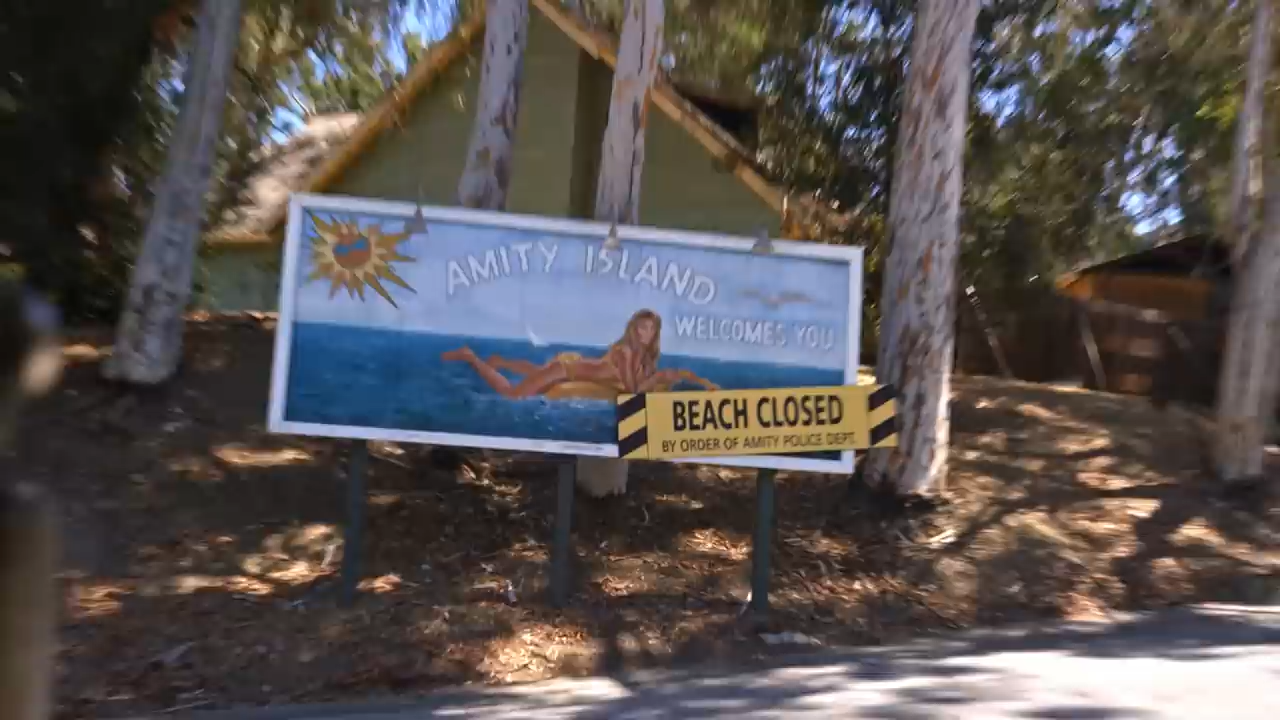 AMITY ISLAND
WELCOMES YOU
BEACH CLOSED
BY ORDER OF AMITY POLICE DEPT.